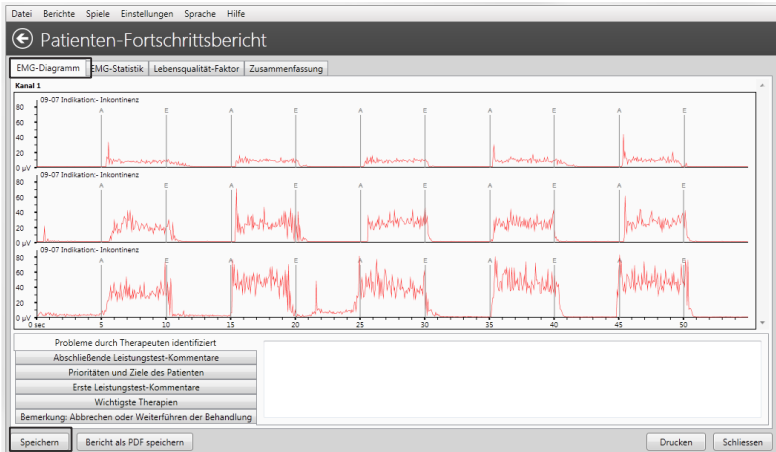 Datei Berichte Spiele Einstellungen Sprache Hilfe
Patienten-Fortschrittsbericht
EMG-Diagramm EMG-Statistik Lebensqualität-Faktor Zusammenfassung
Kanal 1
09-07 Indikation:- Inkontinenz
80
60
40
20
0 µV
A E A E A E A E A E
09-07 Indikation:- Inkontinenz
80
60
40
20
0 µV
A E A E A E A E A E
09-07 Indikation:- Inkontinenz
80
60
40
20
0 µV
A E A E A E A E A E
0 sec 5 10 15 20 25 30 35 40 45 50
Probleme durch Therapeuten identifiziert
Abschließende Leistungstest-Kommentare
Prioritäten und Ziele des Patienten
Erste Leistungstest-Kommentare
Wichtigste Therapien
Bemerkung: Abbrechen oder Weiterführen der Behandlung
Speichern Bericht als PDF speichern Drucken Schliessen